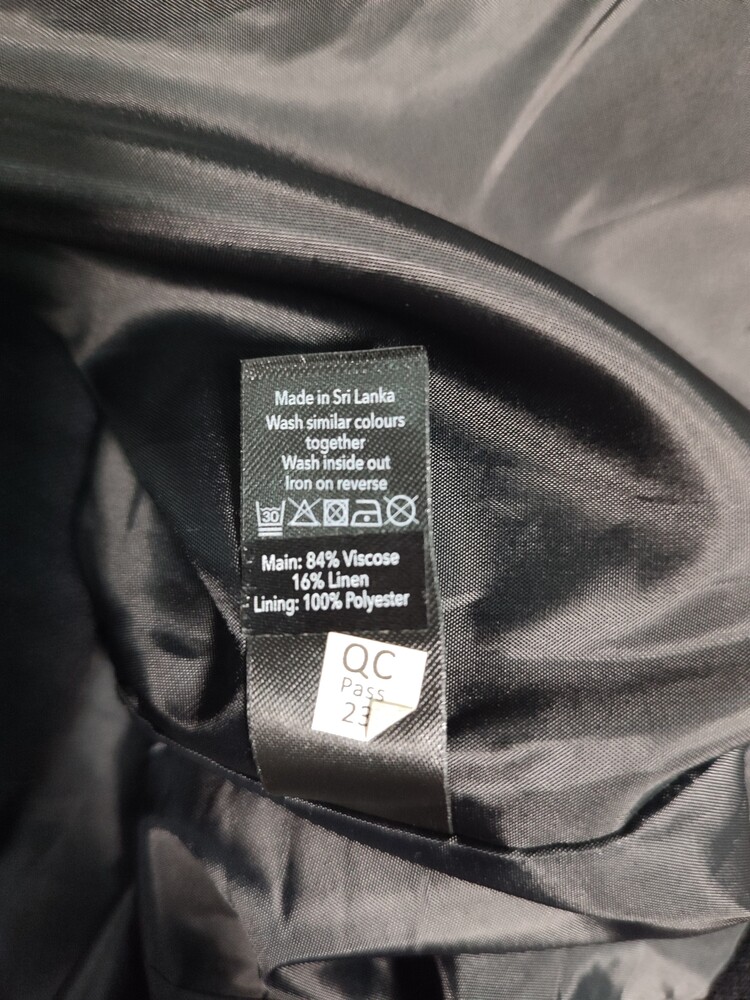 Made in Sri Lanka
Wash similar colours
together
Wash inside out
Iron on reverse
30
Main: 84% Viscose
16% Linen
Lining: 100% Polyester
QC
Pass
23